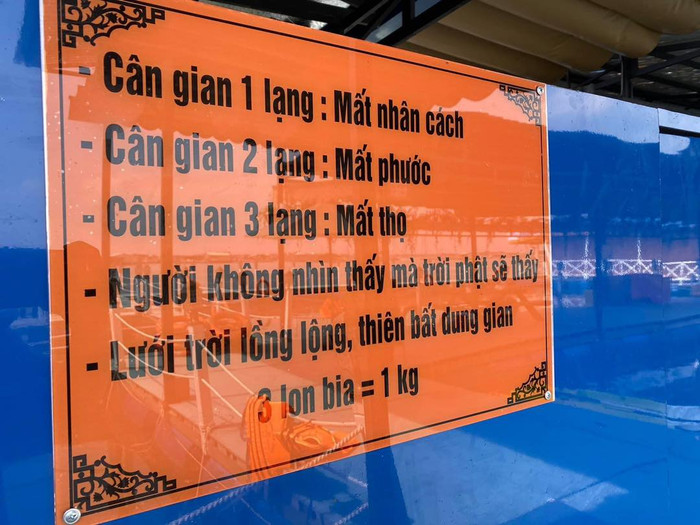 - Cân gian 1 lạng : Mất nhân cách
- Cân gian 2 lạng : Mất phước
- Cân gian 3 lạng : Mất thọ
- Người không nhìn thấy mà trời phật sẽ thấy
- Lưới trời lồng lộng, thiên bất dung gian
3 lon bia = 1 kg